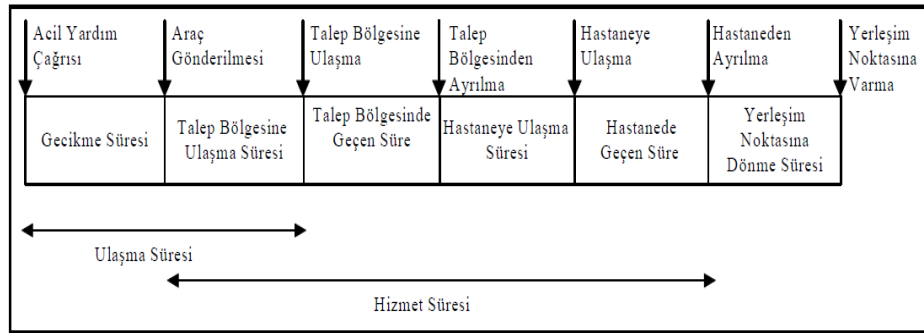 Acil Yardım
Çağrısı
Araç
Gönderilmesi
Talep Bölgesine
Ulaşma
Talep
Bölgesinden
Ayrılma
Hastaneye
Ulaşma
Hastaneden
Ayrılma
Yerleşim
Noktasına
Varma
Gecikme Süresi
Talep Bölgesine
Ulaşma Süresi
Talep Bölgesinde
Geçen Süre
Hastaneye Ulaşma
Süresi
Hastanede
Geçen Süre
Yerleşim
Noktasına
Dönme Süresi
Ulaşma Süresi
Hizmet Süresi